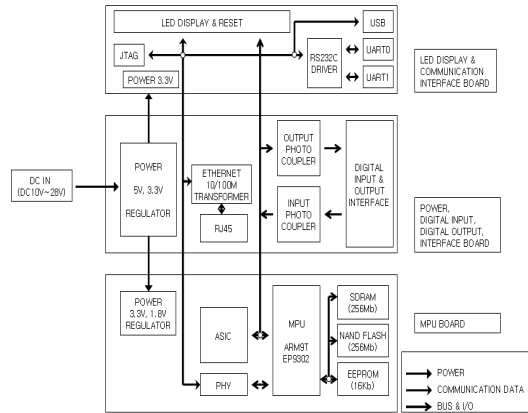 LED DISPLAY & RESET
USB
JTAG
RS232C
DRIVER
UART0
UART1
POWER 3.3V
LED DISPLAY &
COMMUNICATION
INTERFACE BOARD
DC IN
(DC10V~28V)
POWER
5V, 3.3V
REGULATOR
ETHERNET
10/100M
TRANSFORMER
RJ45
OUTPUT
PHOTO
COUPLER
INPUT
PHOTO
COUPLER
DIGITAL
INPUT &
OUTPUT
INTERFACE
POWER,
DIGITAL INPUT,
DIGITAL OUTPUT,
INTERFACE BOARD
POWER
3.3V, 1.8V
REGULATOR
ASIC
PHY
MPU
ARM9T
EP9302
SDRAM
(256Mb)
NAND FLASH
(256Mb)
EEPROM
(16Kb)
MPU BOARD
POWER
COMMUNICATION DATA
BUS & I/O